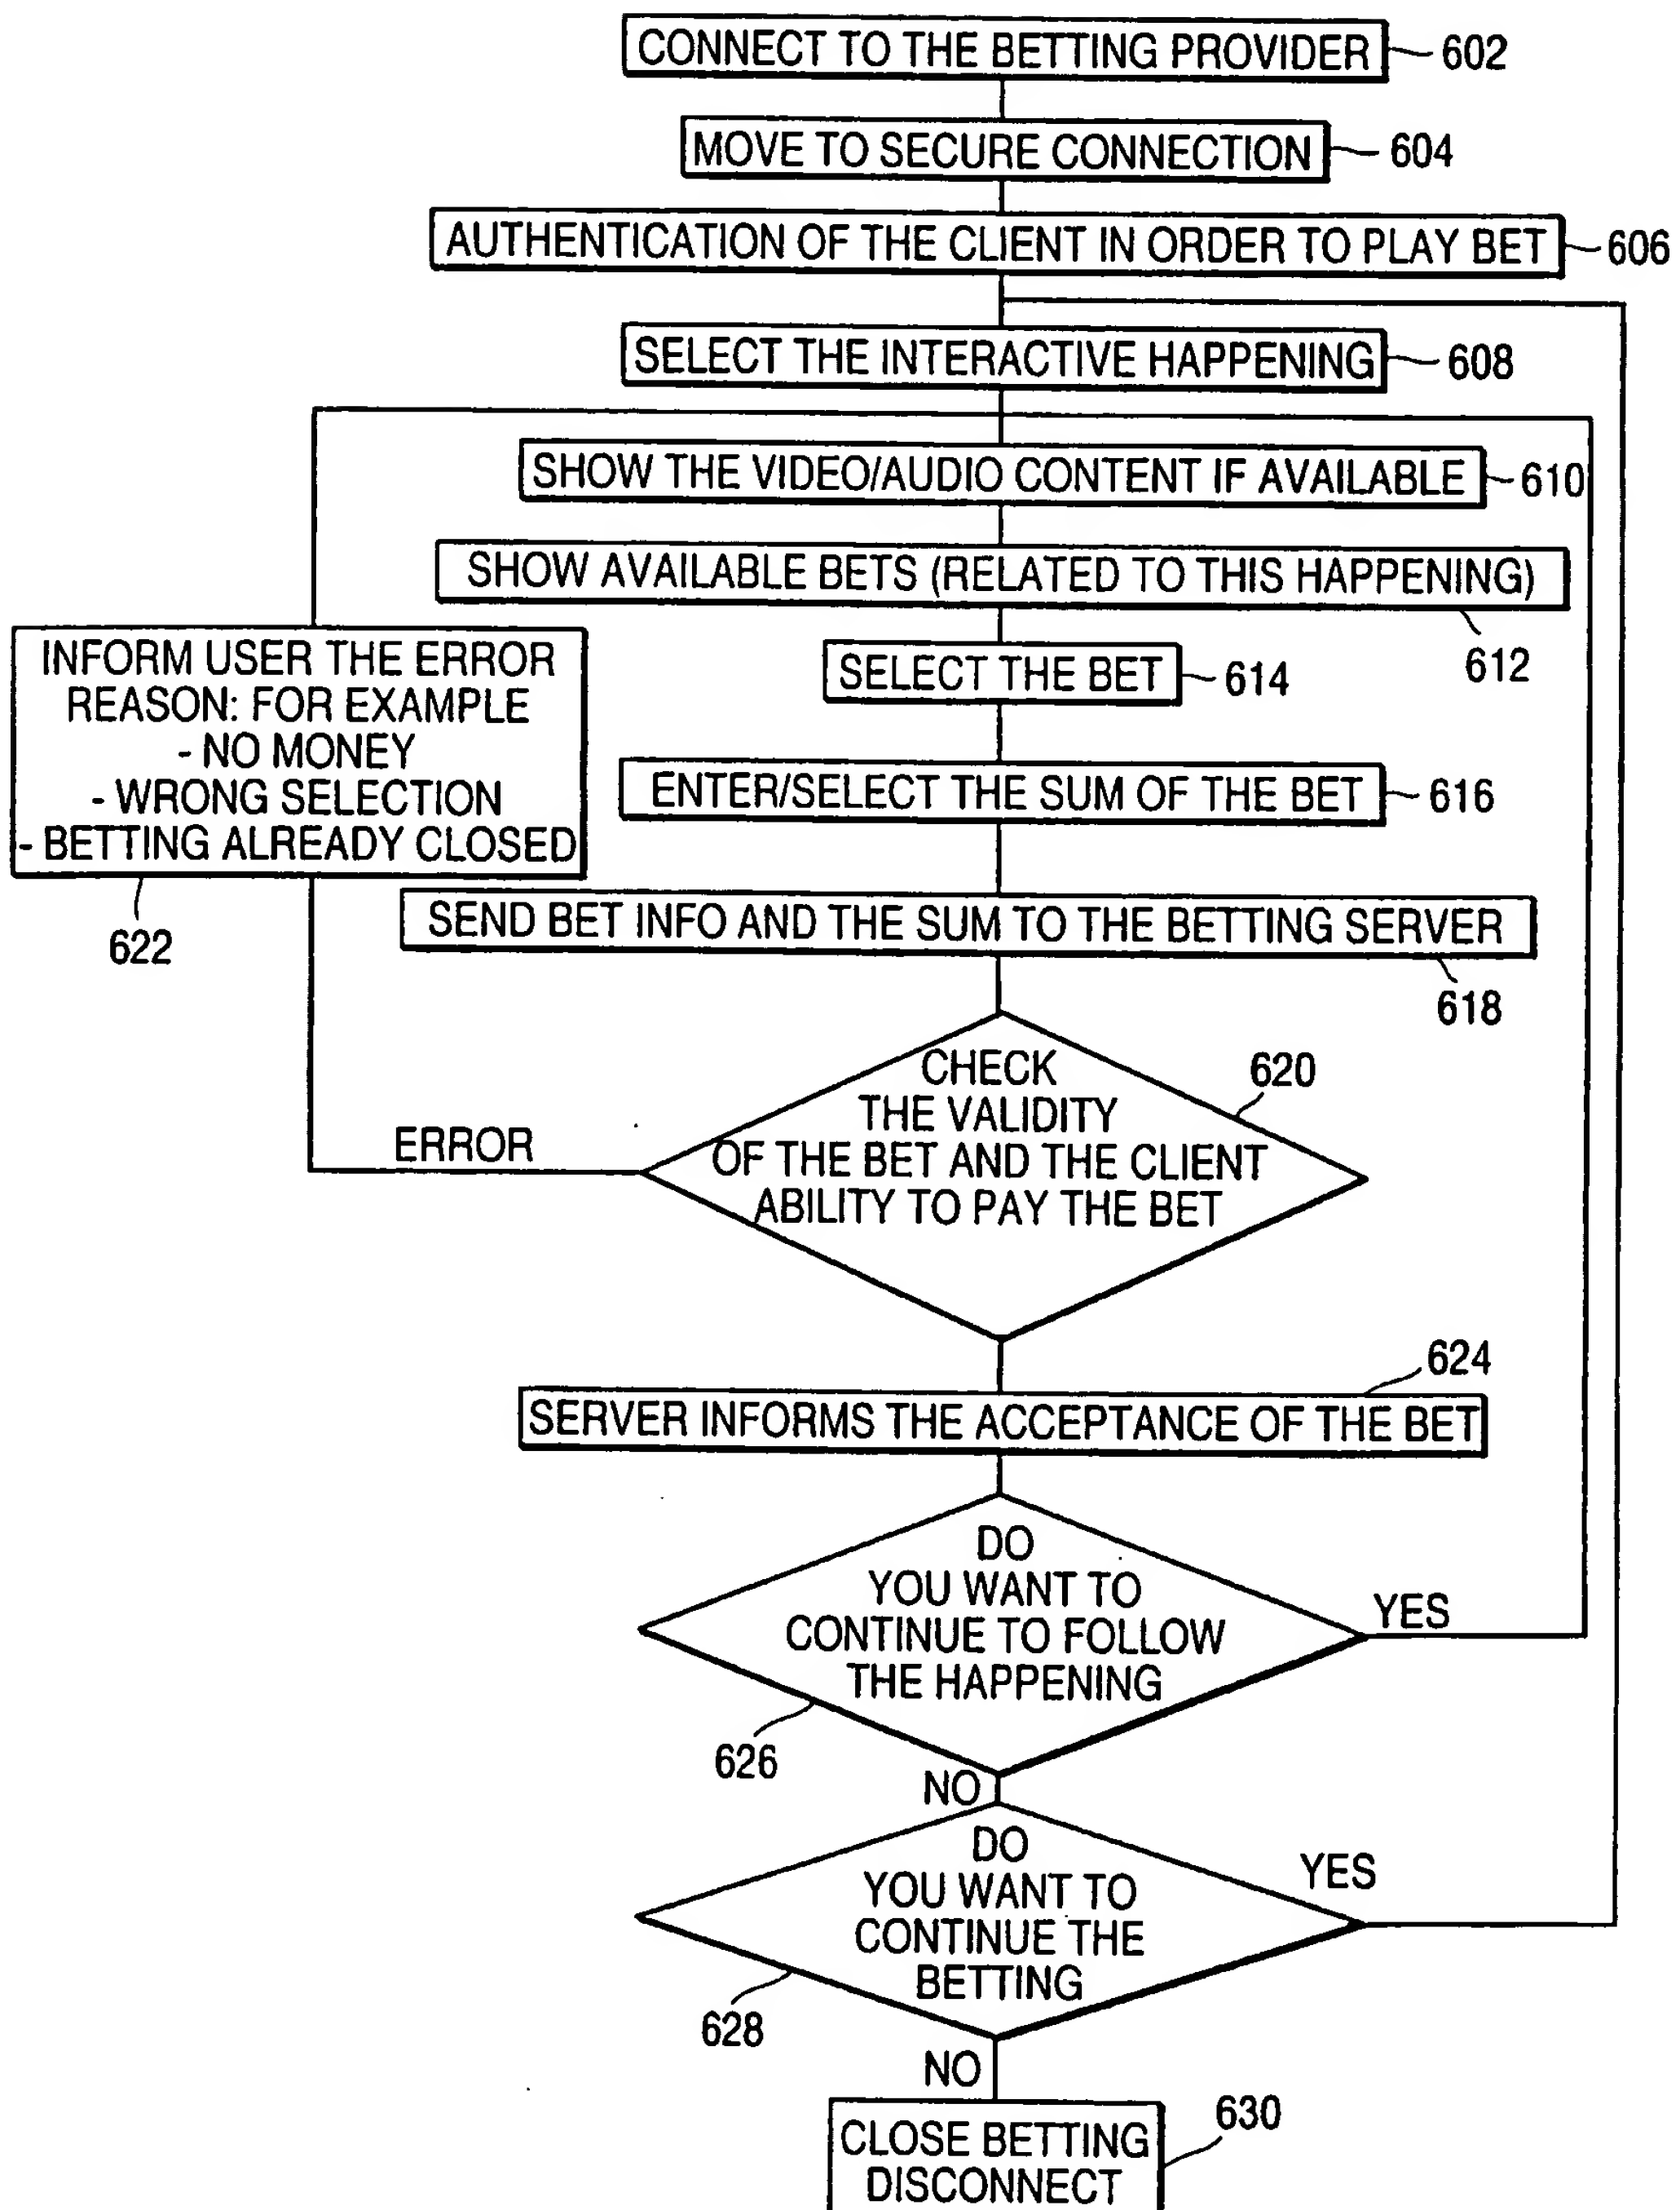 CONNECT TO THE BETTING PROVIDER 602
MOVE TO SECURE CONNECTION 604
AUTHENTICATION OF THE CLIENT IN ORDER TO PLAY BET 606
SELECT THE INTERACTIVE HAPPENING 608
SHOW THE VIDEO/AUDIO CONTENT IF AVAILABLE 610
SHOW AVAILABLE BETS (RELATED TO THIS HAPPENING)
612
SELECT THE BET 614
INFORM USER THE ERROR
REASON: FOR EXAMPLE
- NO MONEY
- WRONG SELECTION
- BETTING ALREADY CLOSED
622
ENTER/SELECT THE SUM OF THE BET 616
SEND BET INFO AND THE SUM TO THE BETTING SERVER
618
CHECK
THE VALIDITY
OF THE BET AND THE CLIENT
ABILITY TO PAY THE BET
620
ERROR
624
SERVER INFORMS THE ACCEPTANCE OF THE BET
DO
YOU WANT TO
CONTINUE TO FOLLOW
THE HAPPENING
YES
626
NO
DO
YOU WANT TO
CONTINUE THE
BETTING
YES
628
NO
CLOSE BETTING
DISCONNECT
630